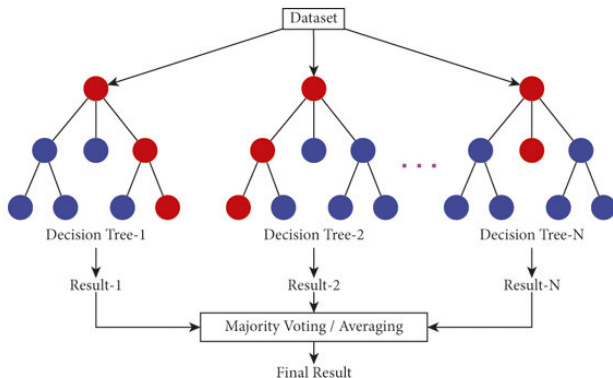 Dataset
Decision Tree-1
Decision Tree-2
Decision Tree-N
Result-1
Result-2
Result-N
Majority Voting / Averaging
Final Result